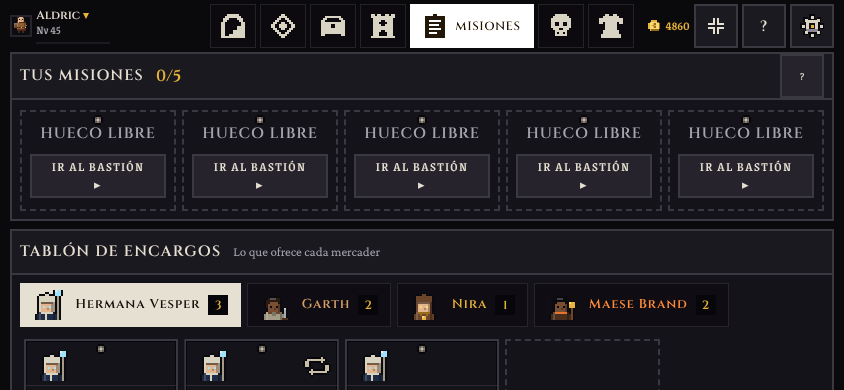 ALDRIC ▾
Nv 45
MISIONES
4860
?
TUS MISIONES 0/5
?
HUECO LIBRE HUECO LIBRE HUECO LIBRE HUECO LIBRE HUECO LIBRE
IR AL BASTIÓN IR AL BASTIÓN IR AL BASTIÓN IR AL BASTIÓN IR AL BASTIÓN
▸ ▸ ▸ ▸ ▸
TABLÓN DE ENCARGOS Lo que ofrece cada mercader
HERMANA VESPER 3 GARTH 2 NIRA 1 MAESE BRAND 2